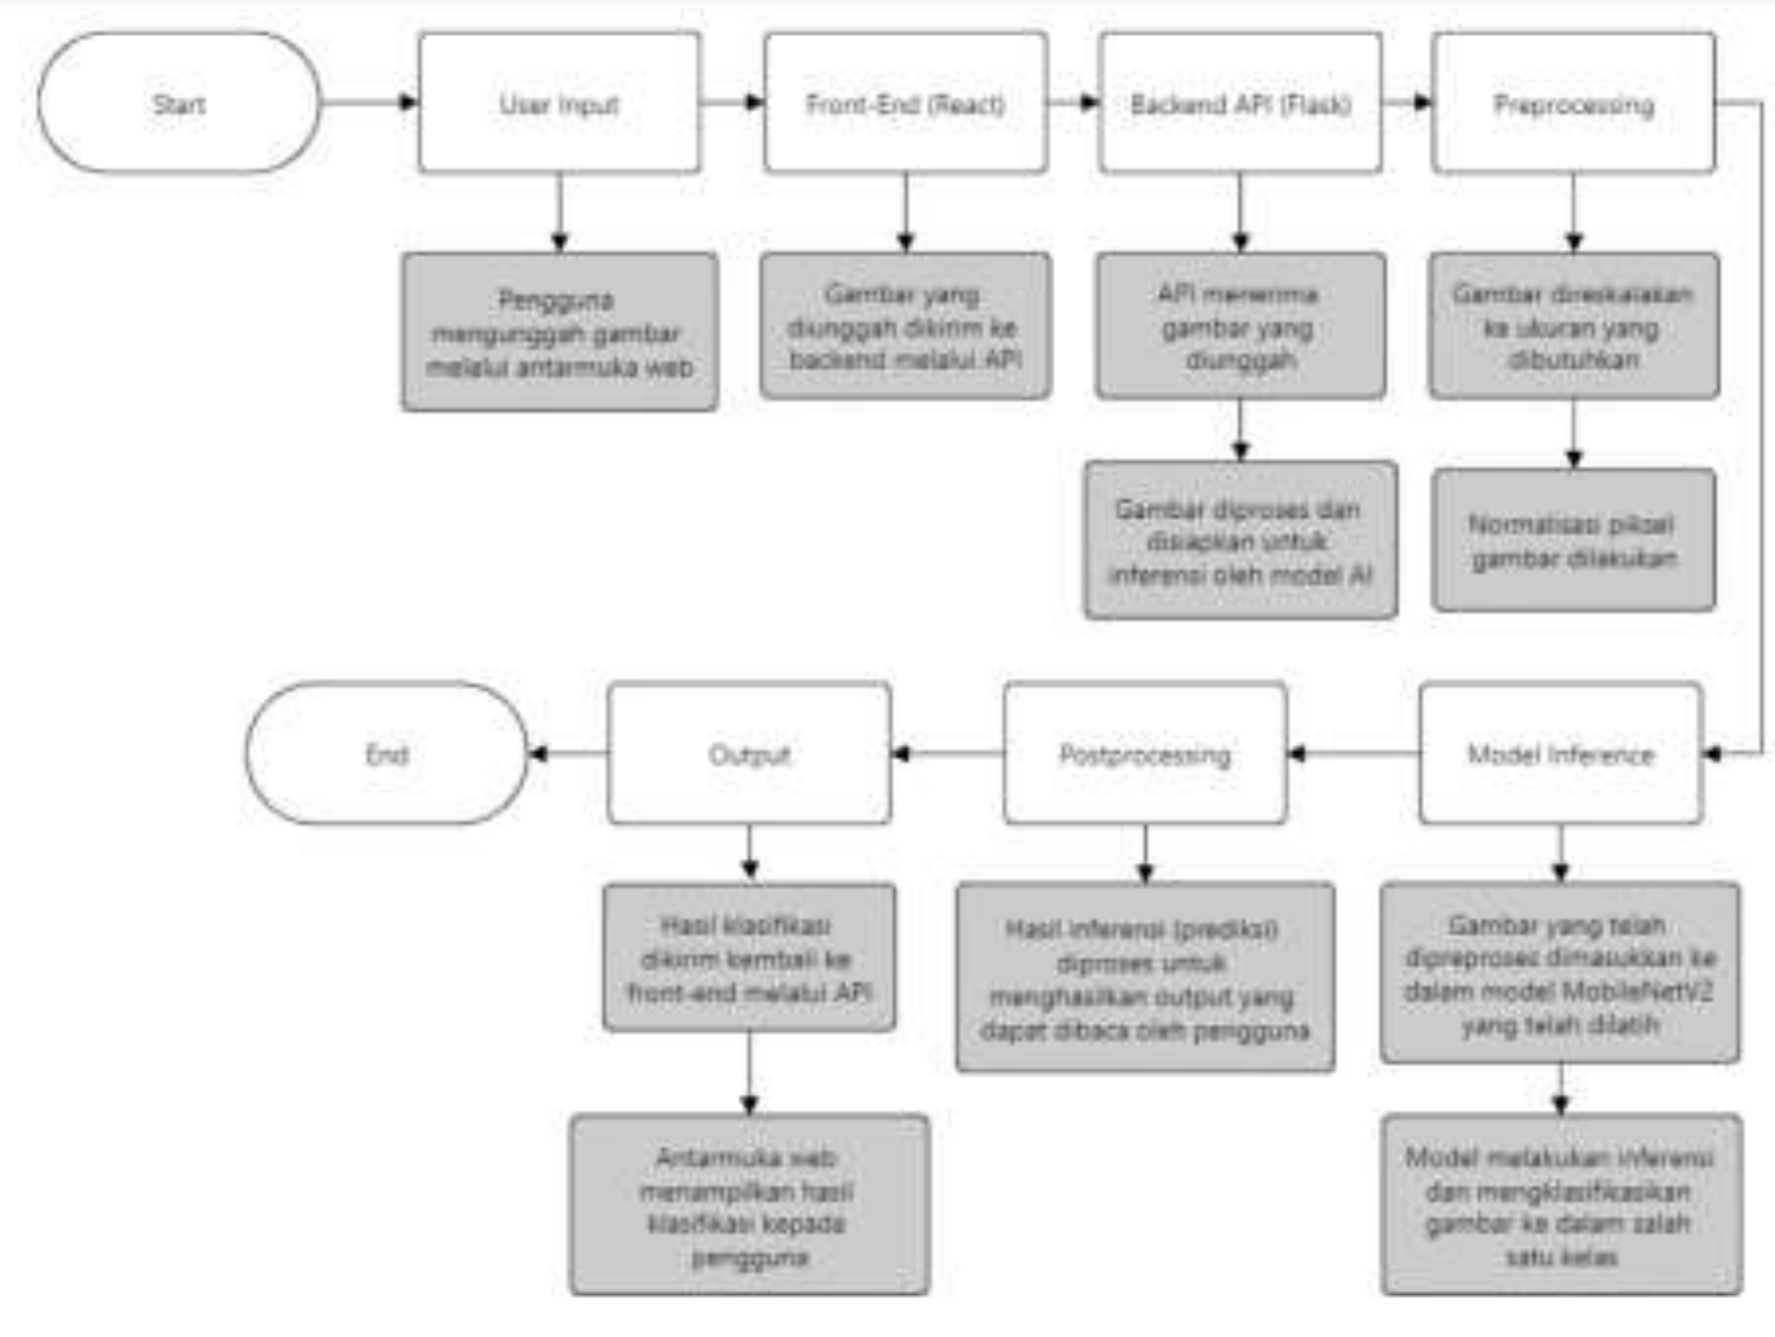 Start
User Input
Front-End (React)
Backend API (Flask)
Preprocessing
Pengguna
mengunggah gambar
melalui antarmuka web
Gambar yang
diunggah dikirim ke
backend melalui API
API menerima
gambar yang
diunggah
Gambar direskalakan
ke ukuran yang
dibutuhkan
Gambar diproses dan
disiapkan untuk
inferensi oleh model AI
Normalisasi piksel
gambar dilakukan
End
Output
Postprocessing
Model Inference
Hasil klasifikasi
dikirim kembali ke
front-end melalui API
Hasil inferensi (prediksi)
diproses untuk
menghasilkan output yang
dapat dibaca oleh pengguna
Gambar yang telah
dipreproses dimasukkan ke
dalam model MobileNetV2
yang telah dilatih
Antarmuka web
menampilkan hasil
klasifikasi kepada
pengguna
Model melakukan inferensi
dan mengklasifikasikan
gambar ke dalam salah
satu kelas